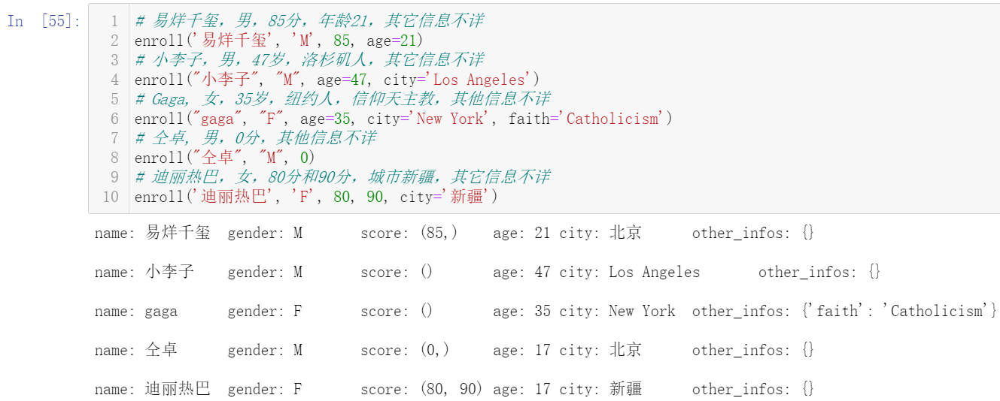 In [55]:
1 # 易烊千玺, 男, 85分, 年龄21, 其它信息不详
2 enroll('易烊千玺', 'M', 85, age=21)
3 # 小李子, 男, 47岁, 洛杉矶人, 其它信息不详
4 enroll("小李子", "M", age=47, city='Los Angeles')
5 # Gaga, 女, 35岁, 纽约人, 信仰天主教, 其他信息不详
6 enroll("gaga", "F", age=35, city='New York', faith='Catholicism')
7 # 仝卓, 男, 0分, 其他信息不详
8 enroll("仝卓", "M", 0)
9 # 迪丽热巴, 女, 80分和90分, 城市新疆, 其它信息不详
10 enroll('迪丽热巴', 'F', 80, 90, city='新疆')
name: 易烊千玺 gender: M score: (85,) age: 21 city: 北京 other_infos: {}
name: 小李子 gender: M score: () age: 47 city: Los Angeles other_infos: {}
name: gaga gender: F score: () age: 35 city: New York other_infos: {'faith': 'Catholicism'}
name: 仝卓 gender: M score: (0,) age: 17 city: 北京 other_infos: {}
name: 迪丽热巴 gender: F score: (80, 90) age: 17 city: 新疆 other_infos: {}